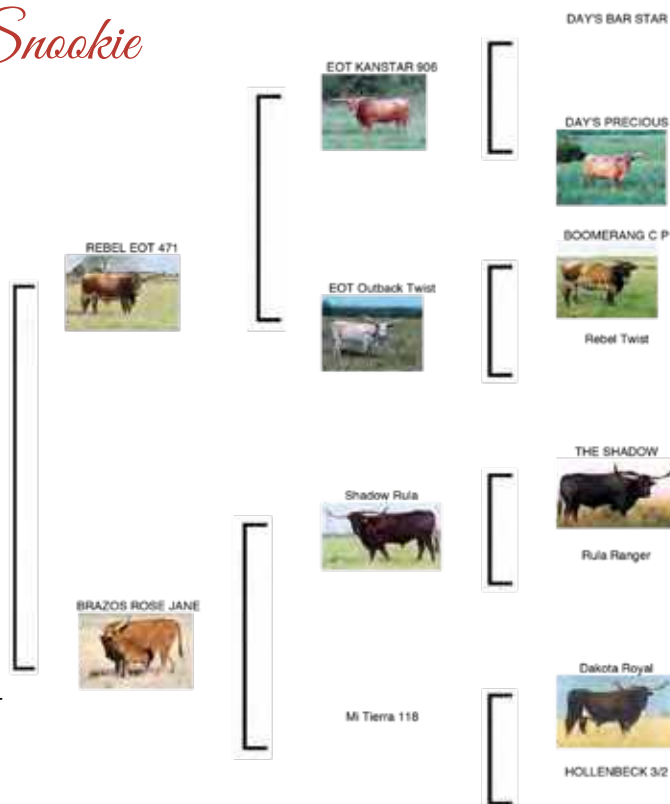 Snookie
DAY'S BAR STAR
EOT KANSTAR 906
DAY'S PRECIOUS
BOOMERANG C P
REBEL EOT 471
EOT Outback Twist
Rebel Twist
THE SHADOW
Shadow Rula
Rula Ranger
BRAZOS ROSE JANE
Dakota Royal
Mi Tierra 118
HOLLENBECK 3/2